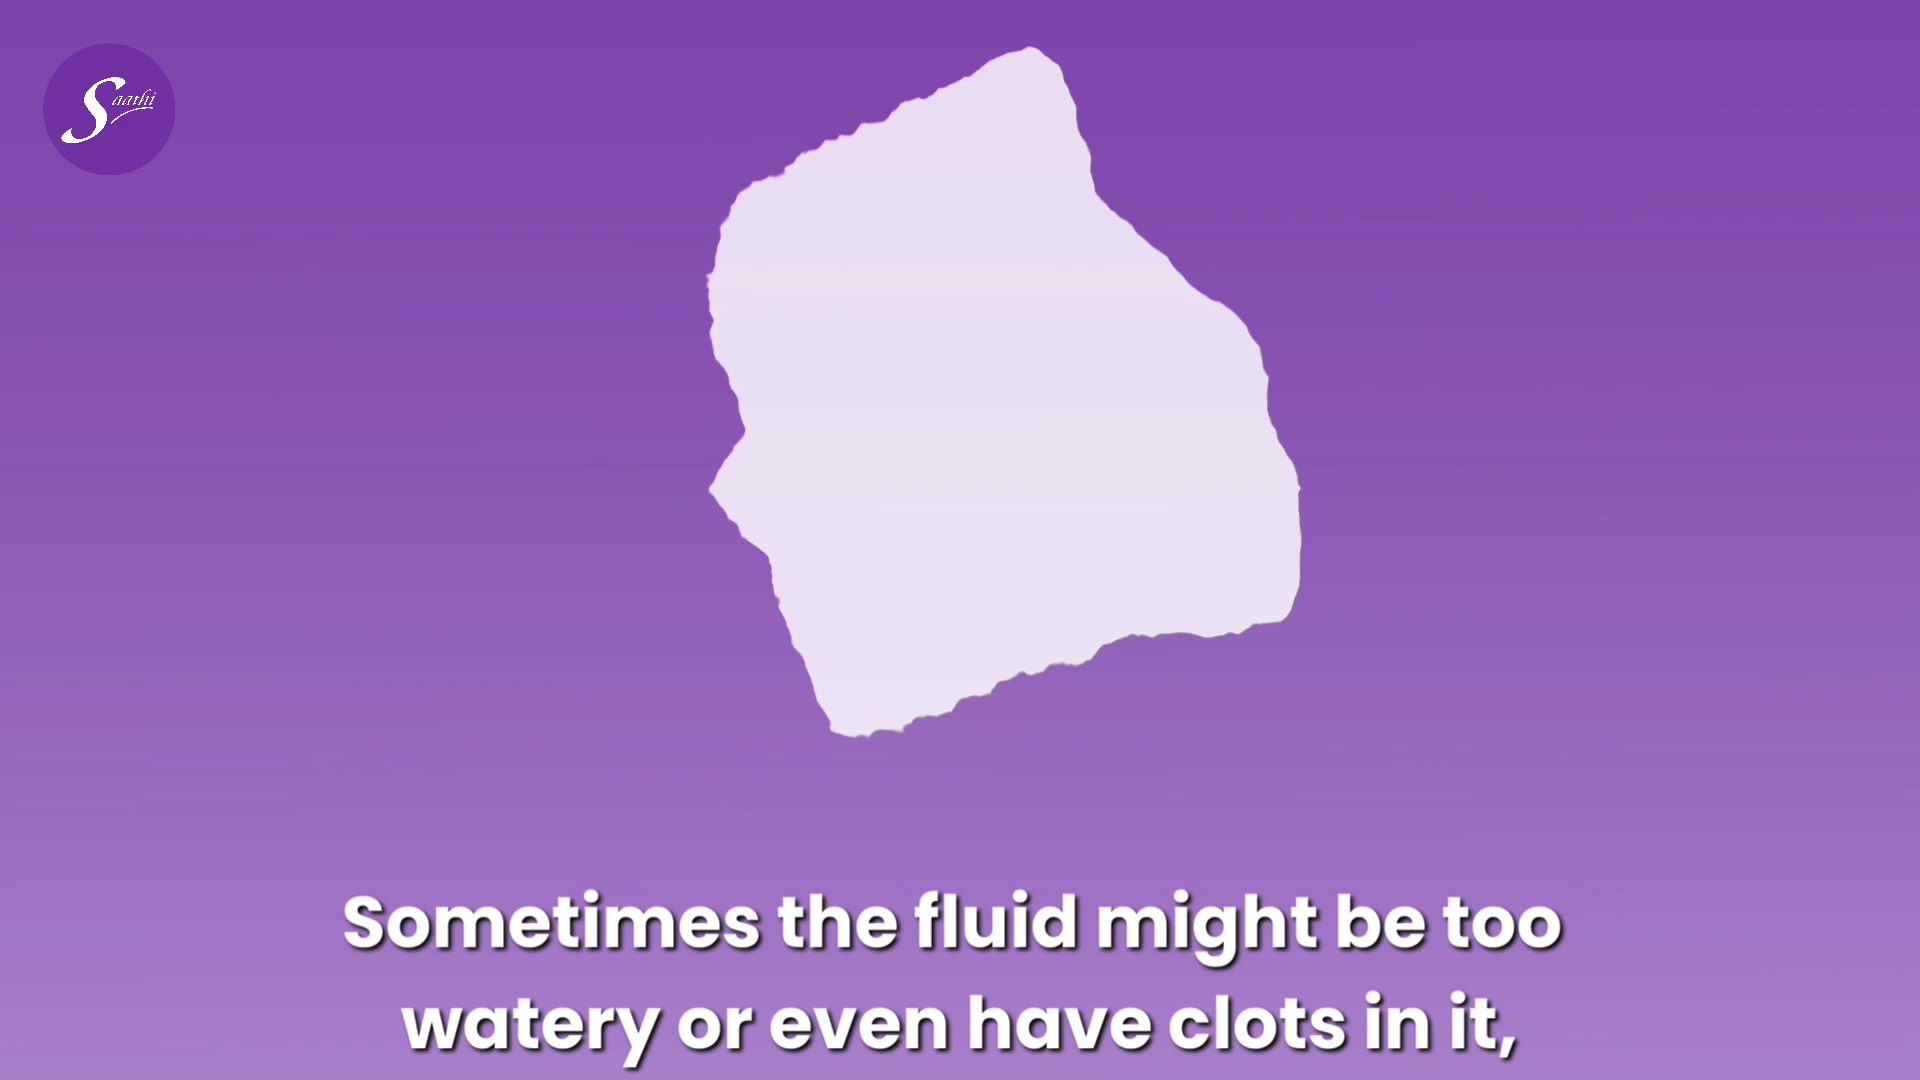 Saathi
Sometimes the fluid might be too
watery or even have clots in it,